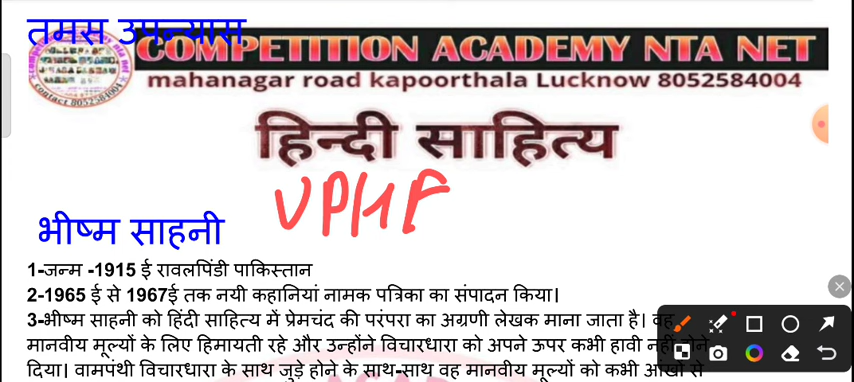 तमस उपन्यास
COMPETITION ACADEMY NTA NET
mahanagar road kapoorthala Lucknow 8052584004
contact 8052584004
हिन्दी साहित्य
भीष्म साहनी
1-जन्म -1915 ई रावलपिंडी पाकिस्तान
2-1965 ई से 1967ई तक नयी कहानियां नामक पत्रिका का संपादन किया।
3-भीष्म साहनी को हिंदी साहित्य में प्रेमचंद की परंपरा का अग्रणी लेखक माना जाता है। वह
मानवीय मूल्यों के लिए हिमायती रहे और उन्होंने विचारधारा को अपने ऊपर कभी हावी नहीं होने
दिया। वामपंथी विचारधारा के साथ जुड़े होने के साथ-साथ वह मानवीय मूल्यों को कभी आंखों से